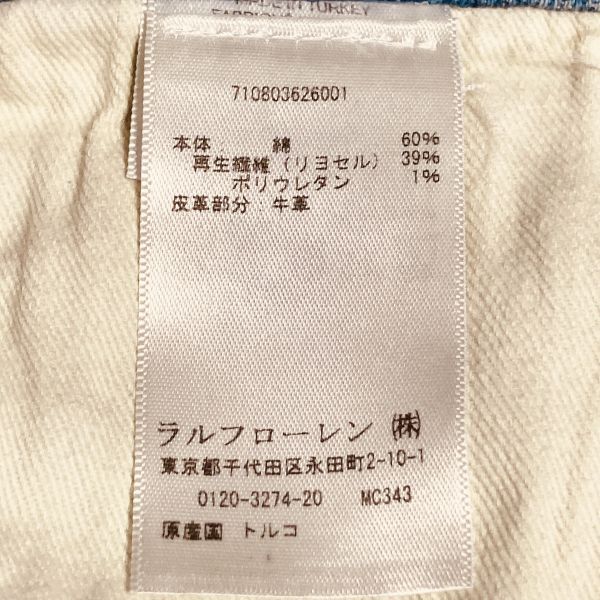 MADE IN TURKEY
710803626001
本体 綿 60%
再生繊維(リヨセル) 39%
ポリウレタン 1%
皮革部分:牛革
ラルフローレン ㈱
東京都千代田区永田町2-10-1
0120-3274-20 MC343
原産国 トルコ